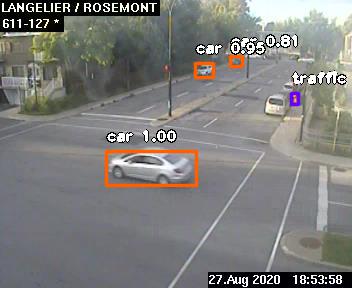 LANGELIER / ROSEMONT
611-127 *
car 0.81
car 0.95
traffic
car 1.00
27.Aug 2020 18:53:58